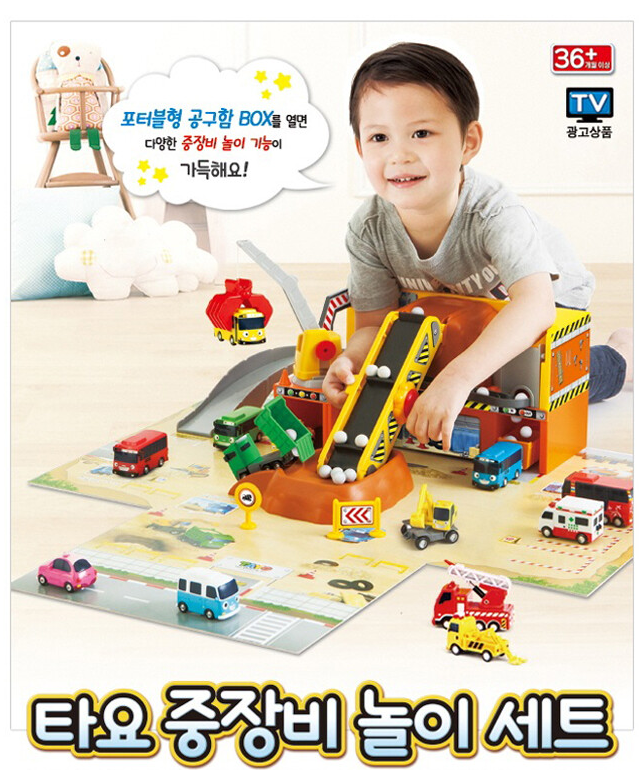 36+
개월 이상
TV
광고상품
포터블형 공구함 BOX를 열면
다양한 중장비 놀이 기능이
가득해요!
타요 중장비 놀이 세트